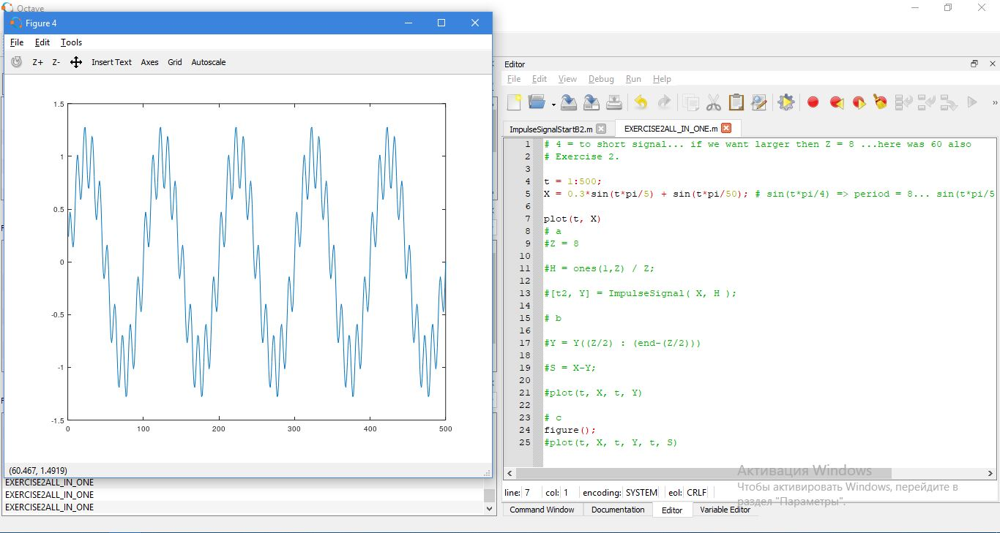 Octave
Figure 4
File Edit Tools
Z+ Z- Insert Text Axes Grid Autoscale
1.5
1
0.5
0
-0.5
-1
-1.5
0 100 200 300 400 500
(60.467, 1.4919)
EXERCISE2ALL_IN_ONE
EXERCISE2ALL_IN_ONE
EXERCISE2ALL_IN_ONE
Editor
File Edit View Debug Run Help
»
ImpulseSignalStartB2.m EXERCISE2ALL_IN_ONE.m
1 # 4 = to short signal... if we want larger then Z = 8 ...here was 60 also
2 # Exercise 2.
3
4 t = 1:500;
5 X = 0.3*sin(t*pi/5) + sin(t*pi/50); # sin(t*pi/4) => period = 8... sin(t*pi/5
6
7 plot(t, X)
8 # a
9 #Z = 8
10
11 #H = ones(1,Z) / Z;
12
13 #[t2, Y] = ImpulseSignal( X, H );
14
15 # b
16
17 #Y = Y((Z/2) : (end-(Z/2)))
18
19 #S = X-Y;
20
21 #plot(t, X, t, Y)
22
23 # c
24 figure();
25 #plot(t, X, t, Y, t, S)
Активация Windows
Чтобы активировать Windows, перейдите в
раздел "Параметры".
line: 7 col: 1 encoding: SYSTEM eol: CRLF
Command Window Documentation Editor Variable Editor